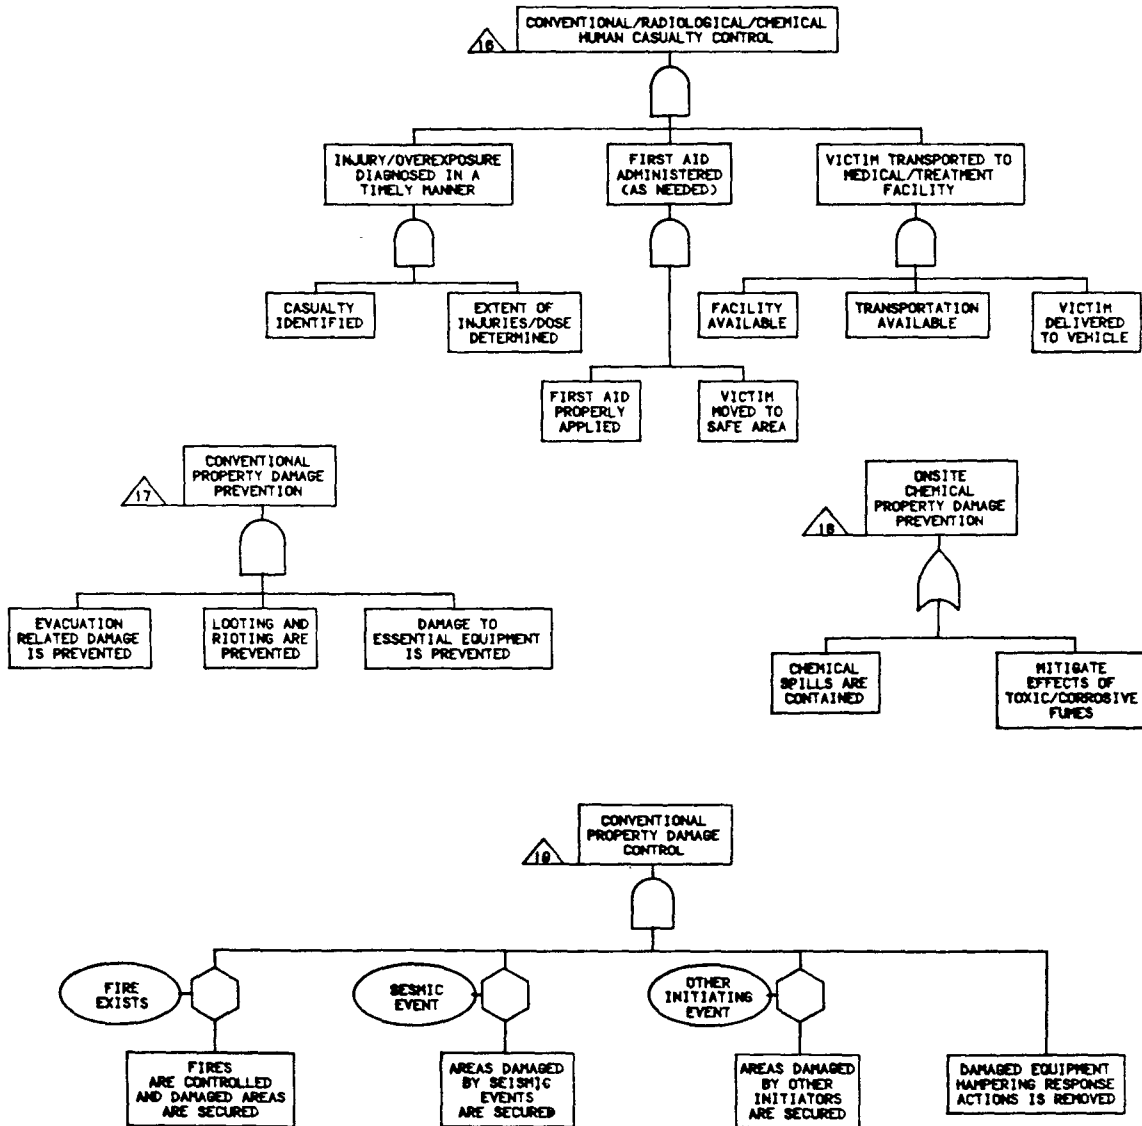 CONVENTIONAL/RADIOLOGICAL/CHEMICAL
HUMAN CASUALTY CONTROL
16
INJURY/OVEREXPOSURE
DIAGNOSED IN A
TIMELY MANNER
FIRST AID
ADMINISTERED
(AS NEEDED)
VICTIM TRANSPORTED TO
MEDICAL/TREATMENT
FACILITY
CASUALTY
IDENTIFIED
EXTENT OF
INJURIES/DOSE
DETERMINED
FACILITY
AVAILABLE
TRANSPORTATION
AVAILABLE
VICTIM
DELIVERED
TO VEHICLE
FIRST AID
PROPERLY
APPLIED
VICTIM
MOVED TO
SAFE AREA
CONVENTIONAL
PROPERTY DAMAGE
PREVENTION
17
ONSITE
CHEMICAL
PROPERTY DAMAGE
PREVENTION
18
EVACUATION
RELATED DAMAGE
IS PREVENTED
LOOTING AND
RIOTING ARE
PREVENTED
DAMAGE TO
ESSENTIAL EQUIPMENT
IS PREVENTED
CHEMICAL
SPILLS ARE
CONTAINED
MITIGATE
EFFECTS OF
TOXIC/CORROSIVE
FUMES
CONVENTIONAL
PROPERTY DAMAGE
CONTROL
19
FIRE
EXISTS
SESMIC
EVENT
OTHER
INITIATING
EVENT
FIRES
ARE CONTROLLED
AND DAMAGED AREAS
ARE SECURED
AREAS DAMAGED
BY SEISMIC
EVENTS
ARE SECURED
AREAS DAMAGED
BY OTHER
INITIATORS
ARE SECURED
DAMAGED EQUIPMENT
HAMPERING RESPONSE
ACTIONS IS REMOVED